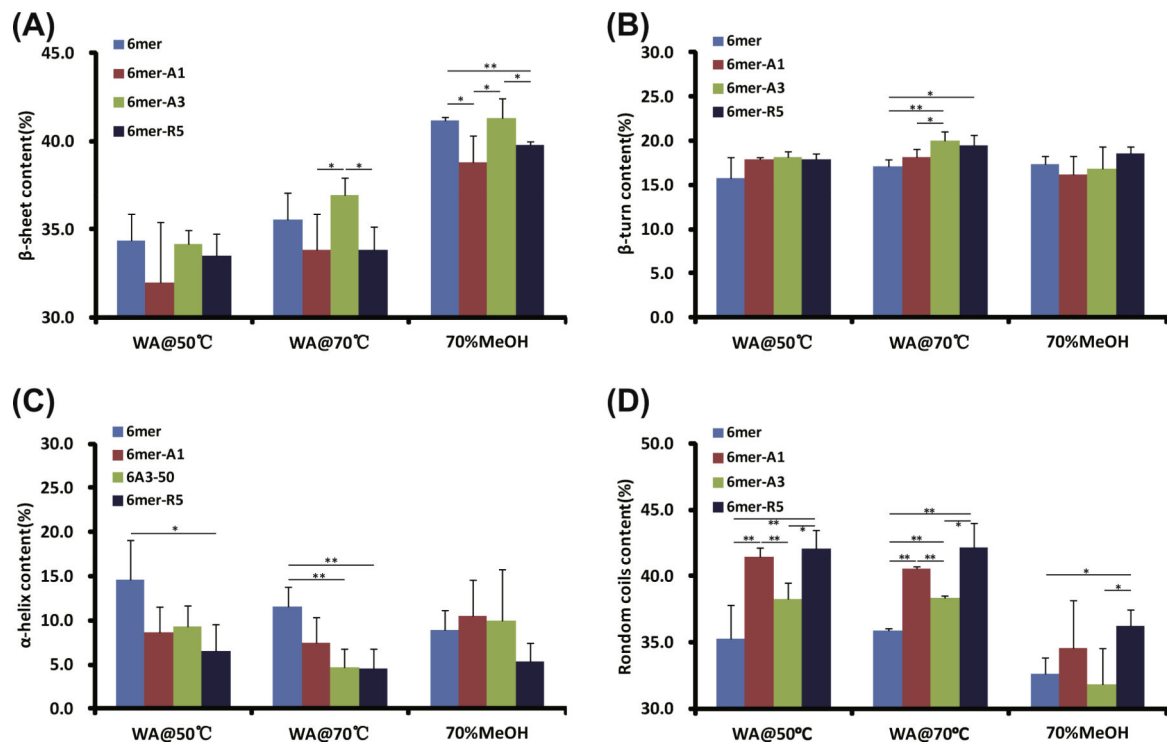 (A)
45.0
40.0
35.0
30.0
β-sheet content(%)
6mer
6mer-A1
6mer-A3
6mer-R5
* *
**
* * *
WA@50℃ WA@70℃ 70%MeOH
(B)
30.0
25.0
20.0
15.0
10.0
5.0
0.0
β-turn content(%)
6mer
6mer-A1
6mer-A3
6mer-R5
*
**
*
WA@50℃ WA@70℃ 70%MeOH
(C)
30.0
25.0
20.0
15.0
10.0
5.0
0.0
α-helix content(%)
6mer
6mer-A1
6A3-50
6mer-R5
*
**
**
WA@50℃ WA@70℃ 70%MeOH
(D)
50.0
45.0
40.0
35.0
30.0
Rondom coils content(%)
6mer
6mer-A1
6mer-A3
6mer-R5
**
** ** *
**
**
*
** **
*
*
WA@50℃ WA@70℃ 70%MeOH